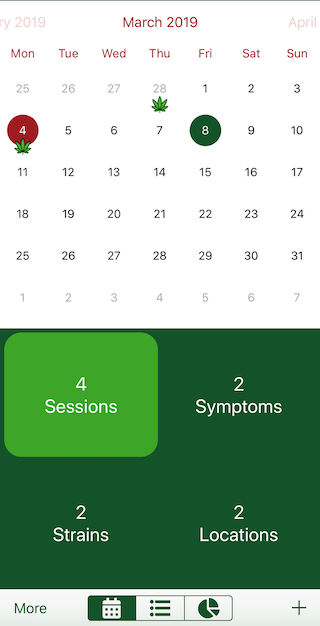 ry 2019 March 2019 April
Mon Tue Wed Thu Fri Sat Sun
25 26 27 28 1 2 3
4 5 6 7 8 9 10
11 12 13 14 15 16 17
18 19 20 21 22 23 24
25 26 27 28 29 30 31
1 2 3 4 5 6 7
4 2
Sessions Symptoms
2 2
Strains Locations
More